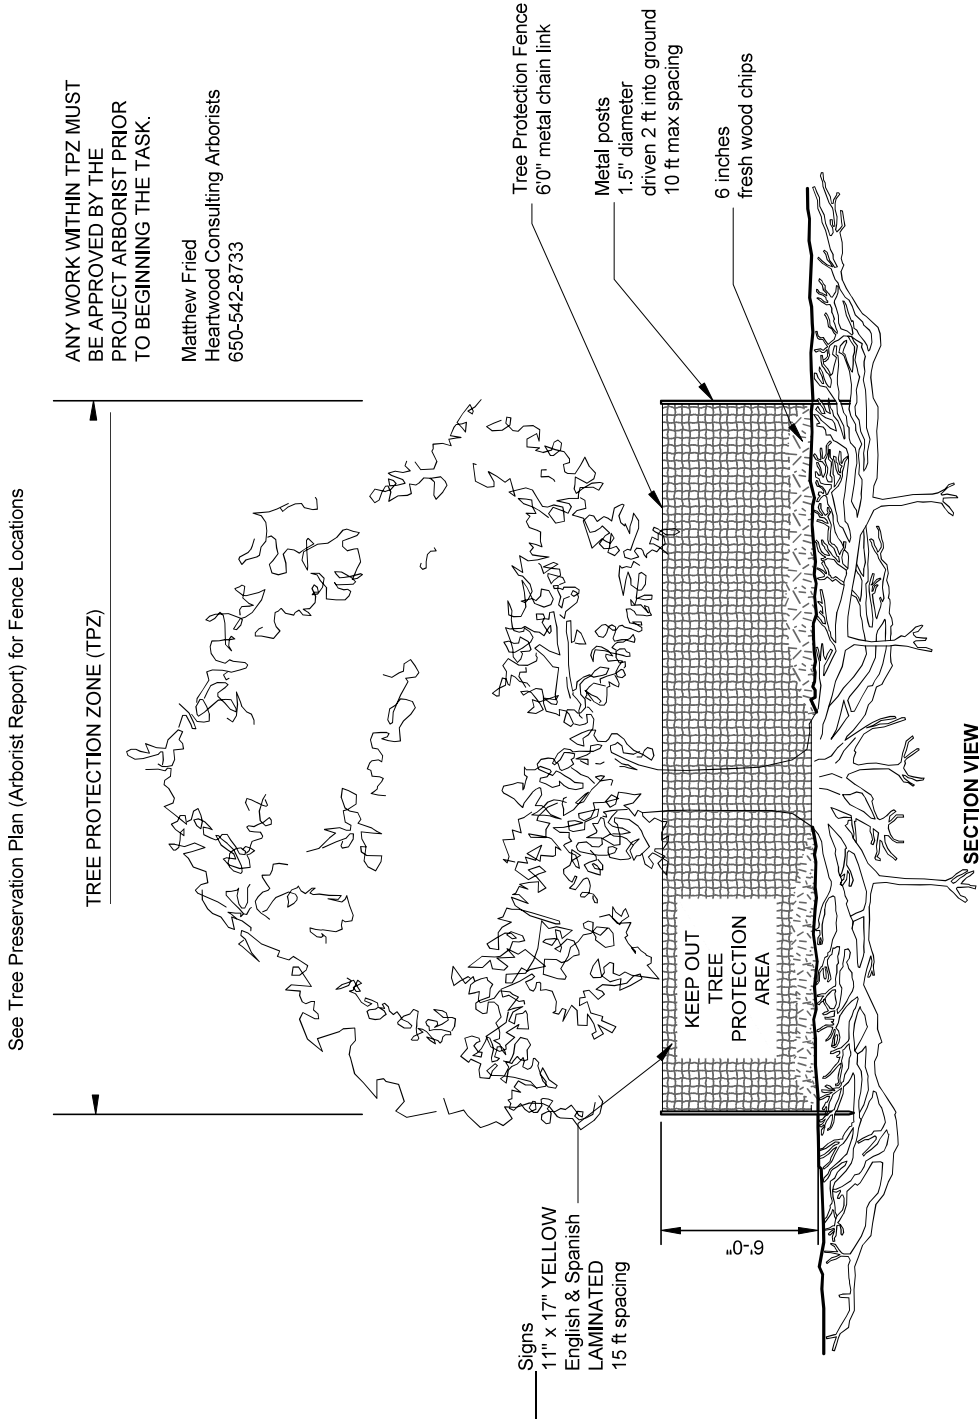 See Tree Preservation Plan (Arborist Report) for Fence Locations
TREE PROTECTION ZONE (TPZ)
ANY WORK WITHIN TPZ MUST
BE APPROVED BY THE
PROJECT ARBORIST PRIOR
TO BEGINNING THE TASK.
Matthew Fried
Heartwood Consulting Arborists
650-542-8733
Tree Protection Fence
6'0" metal chain link
Metal posts
1.5" diameter
driven 2 ft into ground
10 ft max spacing
6 inches
fresh wood chips
Signs
11" x 17" YELLOW
English & Spanish
LAMINATED
15 ft spacing
KEEP OUT
TREE
PROTECTION
AREA
6'-0"
SECTION VIEW